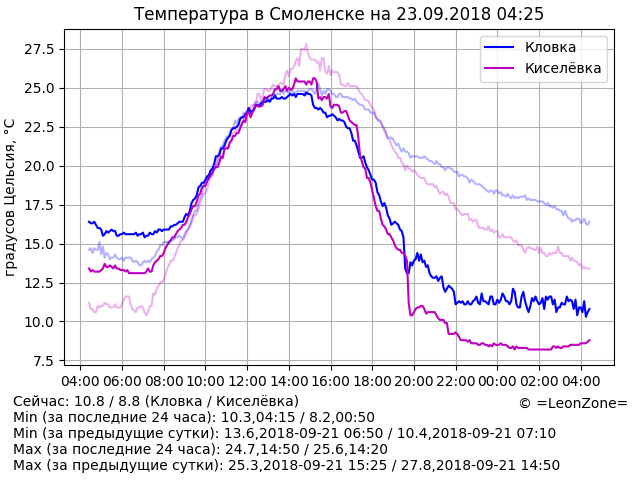 Температура в Смоленске на 23.09.2018 04:25
градусов Цельсия, °C
27.5
25.0
22.5
20.0
17.5
15.0
12.5
10.0
7.5
Кловка
Киселёвка
04:00 06:00 08:00 10:00 12:00 14:00 16:00 18:00 20:00 22:00 00:00 02:00 04:00
Сейчас: 10.8 / 8.8 (Кловка / Киселёвка)
© =LeonZone=
Min (за последние 24 часа): 10.3,04:15 / 8.2,00:50
Min (за предыдущие сутки): 13.6,2018-09-21 06:50 / 10.4,2018-09-21 07:10
Max (за последние 24 часа): 24.7,14:50 / 25.6,14:20
Max (за предыдущие сутки): 25.3,2018-09-21 15:25 / 27.8,2018-09-21 14:50